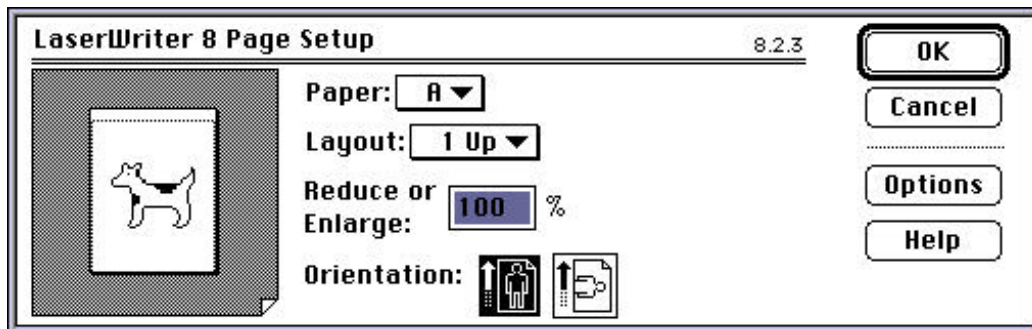 LaserWriter 8 Page Setup
8.2.3
OK
Paper: A
Cancel
Layout: 1 Up
Reduce or
Enlarge: 100 %
Options
Orientation:
Help